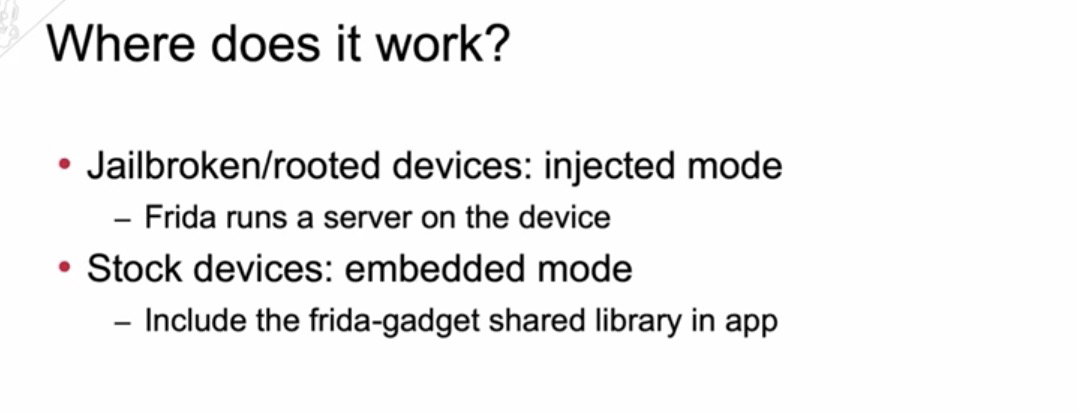 Where does it work?
• Jailbroken/rooted devices: injected mode
– Frida runs a server on the device
• Stock devices: embedded mode
– Include the frida-gadget shared library in app